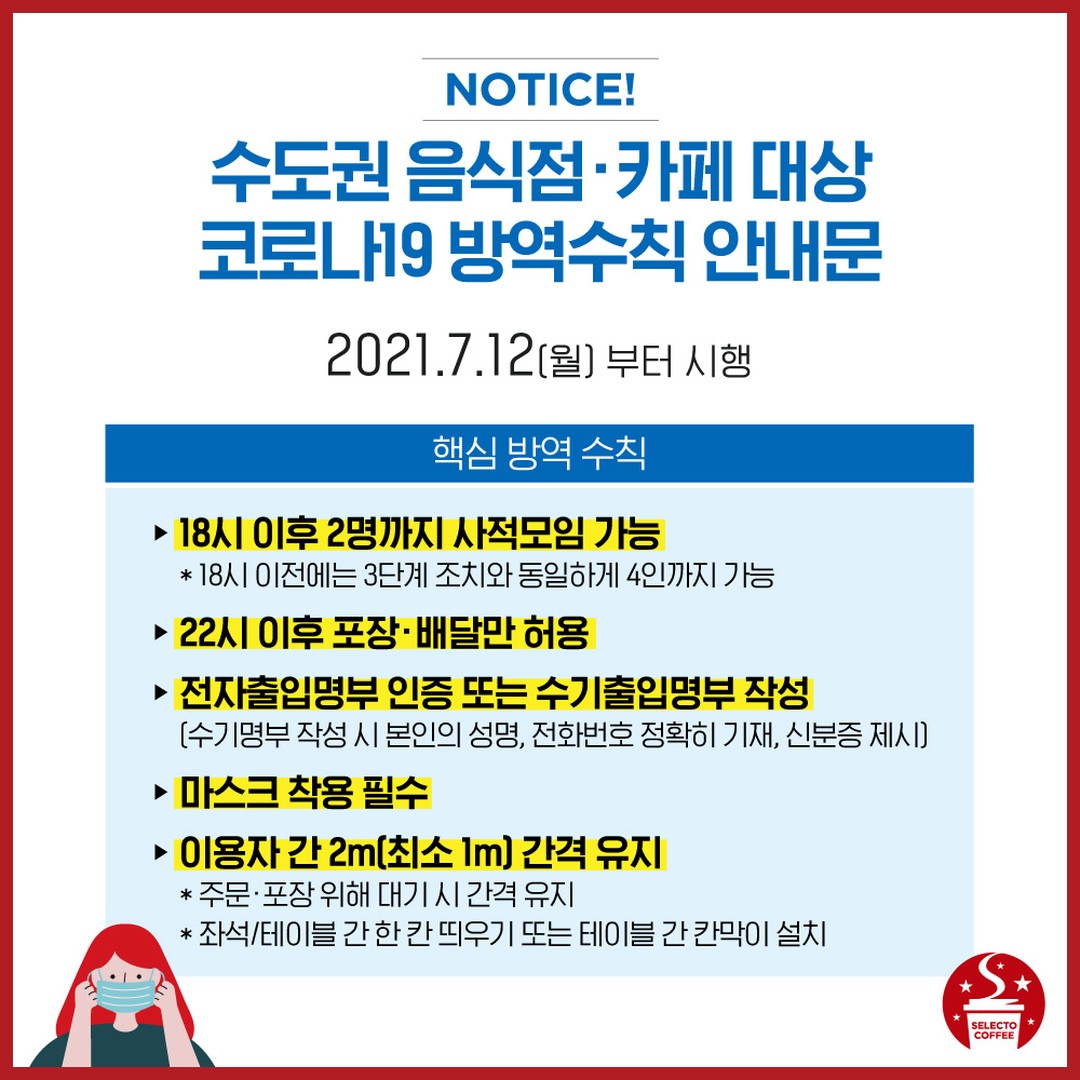 NOTICE!
수도권 음식점·카페 대상
코로나19 방역수칙 안내문
2021.7.12(월) 부터 시행
핵심 방역 수칙
▶ 18시 이후 2명까지 사적모임 가능
* 18시 이전에는 3단계 조치와 동일하게 4인까지 가능
▶ 22시 이후 포장·배달만 허용
▶ 전자출입명부 인증 또는 수기출입명부 작성
(수기명부 작성 시 본인의 성명, 전화번호 정확히 기재, 신분증 제시)
▶ 마스크 착용 필수
▶ 이용자 간 2m(최소 1m) 간격 유지
* 주문·포장 위해 대기 시 간격 유지
* 좌석/테이블 간 한 칸 띄우기 또는 테이블 간 칸막이 설치
SELECTO
COFFEE